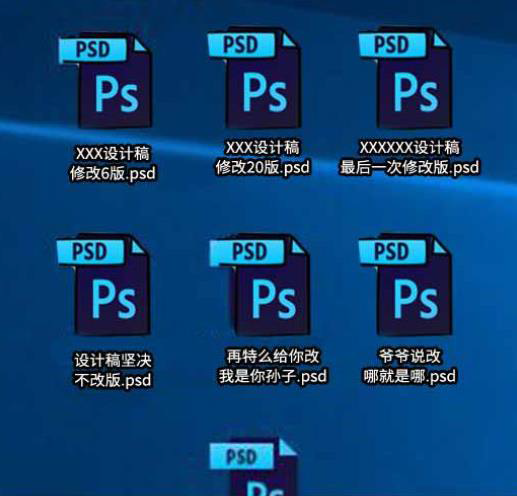 PSD
Ps
XXX设计稿
修改6版.psd
PSD
Ps
XXX设计稿
修改20版.psd
PSD
Ps
XXXXXX设计稿
最后一次修改版.psd
PSD
Ps
设计稿坚决
不改版.psd
PSD
Ps
再特么给你改
我是你孙子.psd
PSD
Ps
爷爷说改
哪就是哪.psd
PSD
Ps